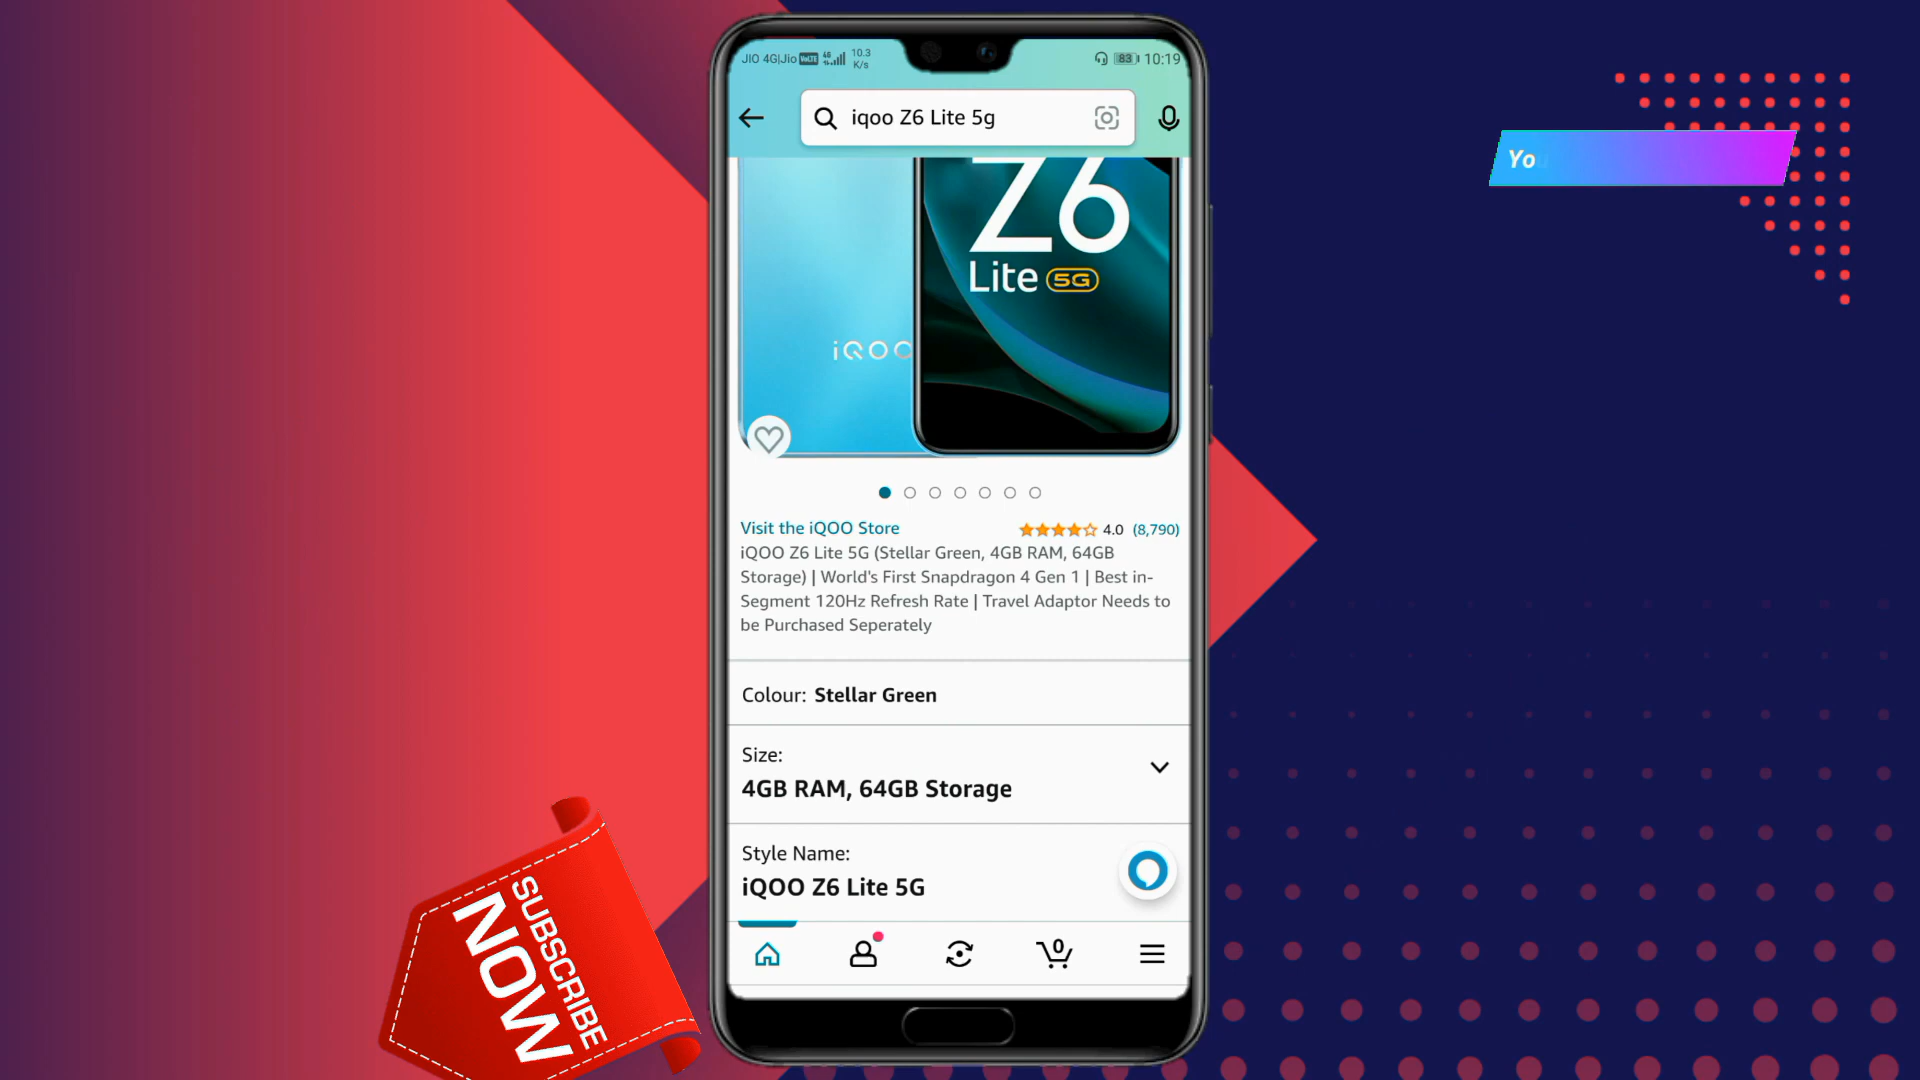 JIO 4G|Jio VoLTE 4G 10.3 K/s 83 10:19
iqoo Z6 Lite 5g
Z6
Lite 5G
iQOO
Visit the iQOO Store 4.0 (8,790)
iQOO Z6 Lite 5G (Stellar Green, 4GB RAM, 64GB
Storage) | World's First Snapdragon 4 Gen 1 | Best in-
Segment 120Hz Refresh Rate | Travel Adaptor Needs to
be Purchased Seperately
Colour: Stellar Green
Size:
4GB RAM, 64GB Storage
Style Name:
iQOO Z6 Lite 5G
0
You
SUBSCRIBE
NOW